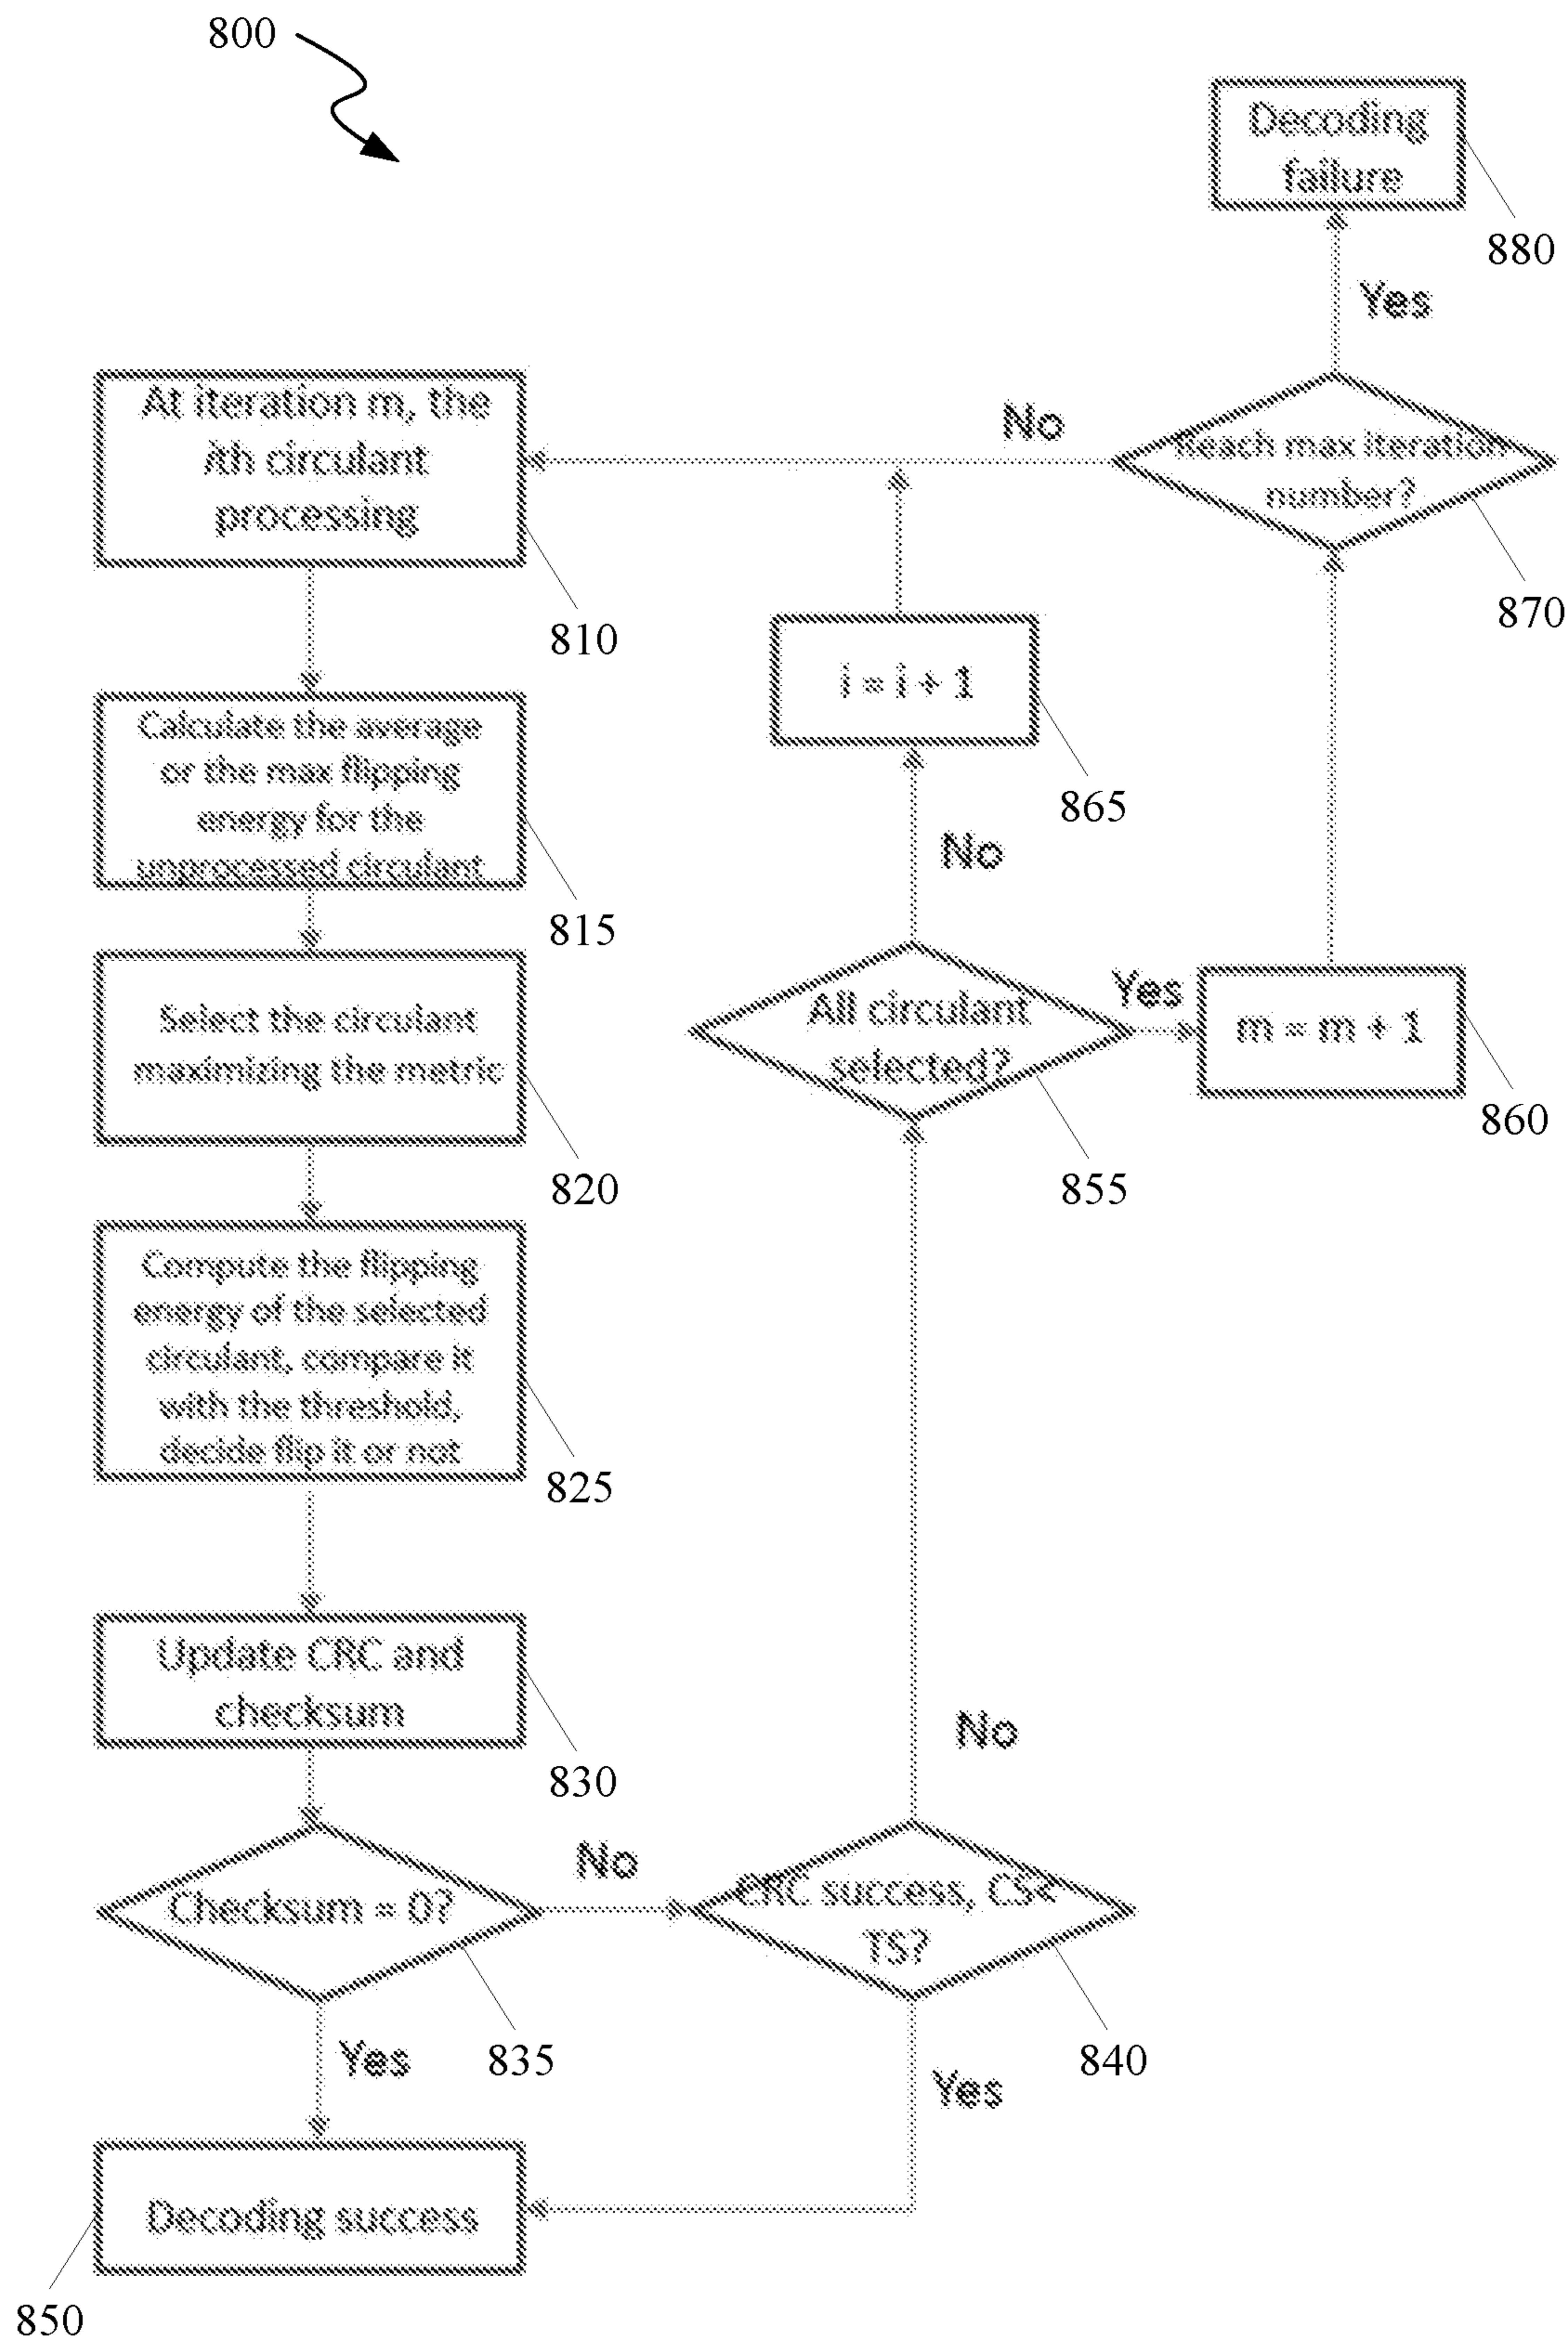 800
Decoding
failure
880
Yes
At iteration m, the
ith circulant
processing
810
No
Reach max iteration
number?
870
i = i + 1
865
Calculate the average
or the max flipping
energy for the
unprocessed circulant
815
No
Select the circulant
maximizing the metric
820
All circulant
selected?
855
Yes
m = m + 1
860
Compute the flipping
energy of the selected
circulant, compare it
with the threshold,
decide flip it or not
825
Update CRC and
checksum
830
No
Checksum = 0?
835
No
CRC success, CS<
TS?
840
Yes
Yes
Decoding success
850